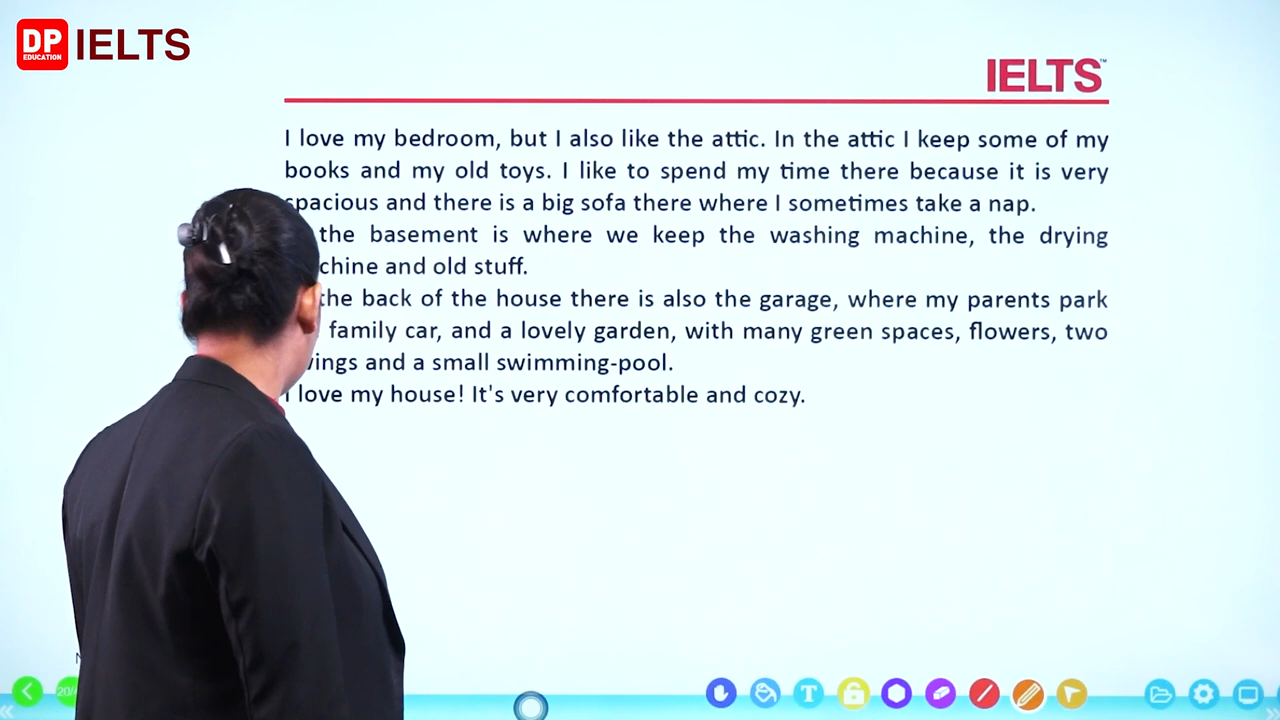 DP
EDUCATION
IELTS
IELTS™
I love my bedroom, but I also like the attic. In the attic I keep some of my
books and my old toys. I like to spend my time there because it is very
spacious and there is a big sofa there where I sometimes take a nap.
the basement is where we keep the washing machine, the drying
and old stuff.
the back of the house there is also the garage, where my parents park
family car, and a lovely garden, with many green spaces, flowers, two
and a small swimming-pool.
I love my house! It's very comfortable and cozy.